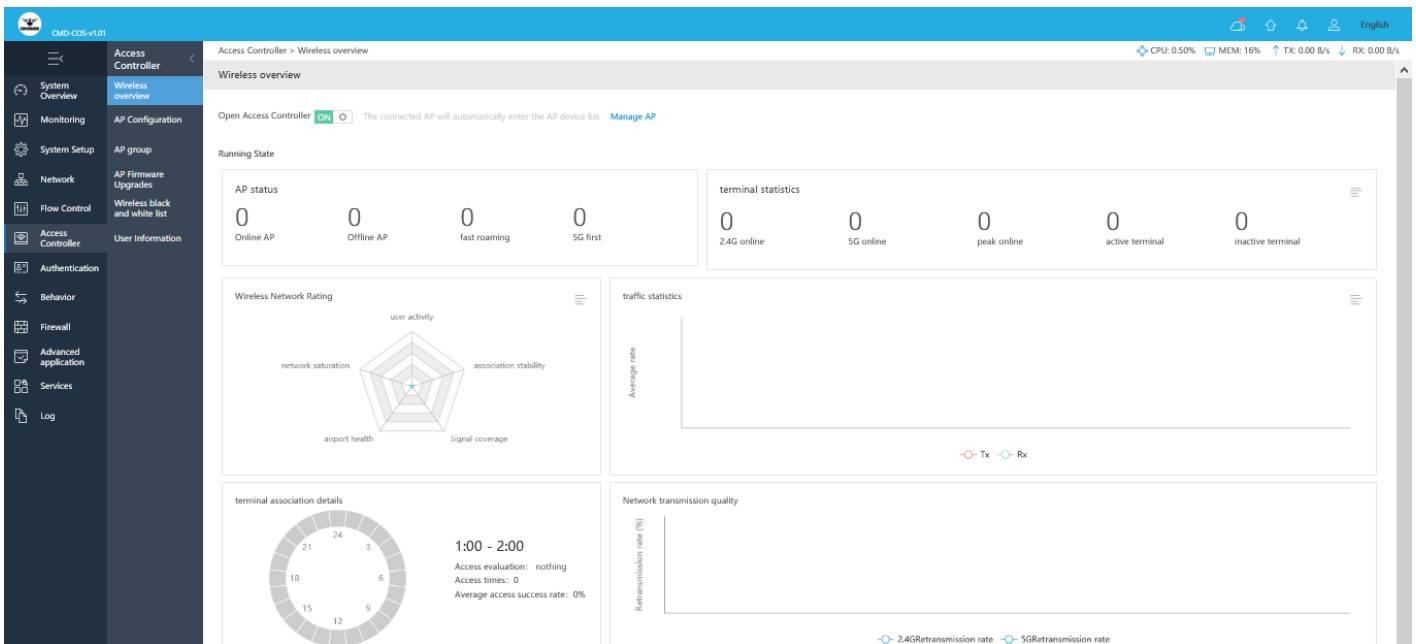 CMD-COS-v1.01
English
Access Controller
Access Controller > Wireless overview
CPU: 0.50% MEM: 16% TX: 0.00 B/s RX: 0.00 B/s
Wireless overview
System Overview
Monitoring
System Setup
Network
Flow Control
Access Controller
Authentication
Behavior
Firewall
Advanced application
Services
Log
Wireless overview
AP Configuration
AP group
AP Firmware Upgrades
Wireless black and white list
User Information
Open Access Controller ON The connected AP will automatically enter the AP device list. Manage AP
Running State
AP status
0 0 0 0
Online AP Offline AP fast roaming 5G first
terminal statistics
0 0 0 0 0
2.4G online 5G online peak online active terminal inactive terminal
Wireless Network Rating
user activity
network saturation association stability
airport health Signal coverage
traffic statistics
Average rate
Tx Rx
terminal association details
24
21 3
18 6
15 9
12
1:00 - 2:00
Access evaluation: nothing
Access times: 0
Average access success rate: 0%
Network transmission quality
Retransmission rate (%)
2.4GRetransmission rate 5GRetransmission rate